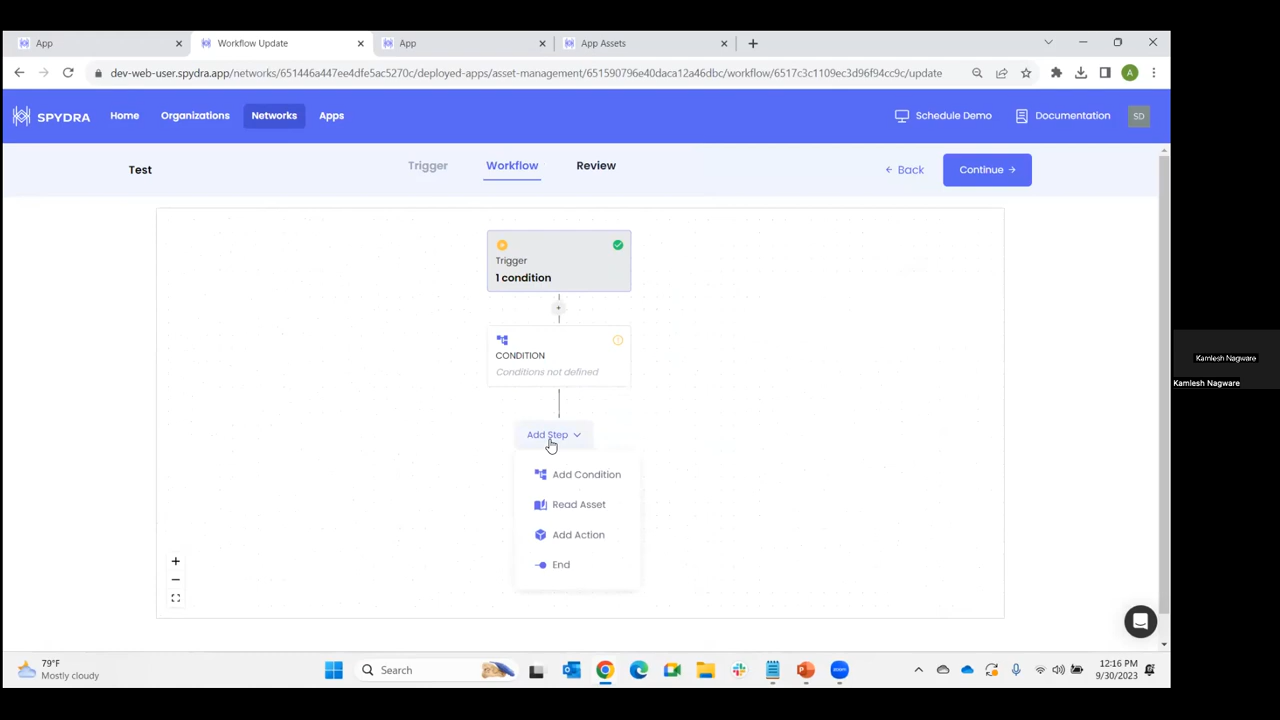 App
Workflow Update
App
App Assets
dev-web-user.spydra.app/networks/651446a447ee4dfe5ac5270c/deployed-apps/asset-management/651590796e40daca12a46dbc/workflow/6517c3c1109ec3d96f94cc9c/update
A
SPYDRA
Home
Organizations
Networks
Apps
Schedule Demo
Documentation
SD
Test
Trigger
Workflow
Review
← Back
Continue →
Trigger
1 condition
CONDITION
Conditions not defined
Add Step
Add Condition
Read Asset
Add Action
End
Kamlesh Nagware
Kamlesh Nagware
79°F
Mostly cloudy
Search
12:16 PM
9/30/2023